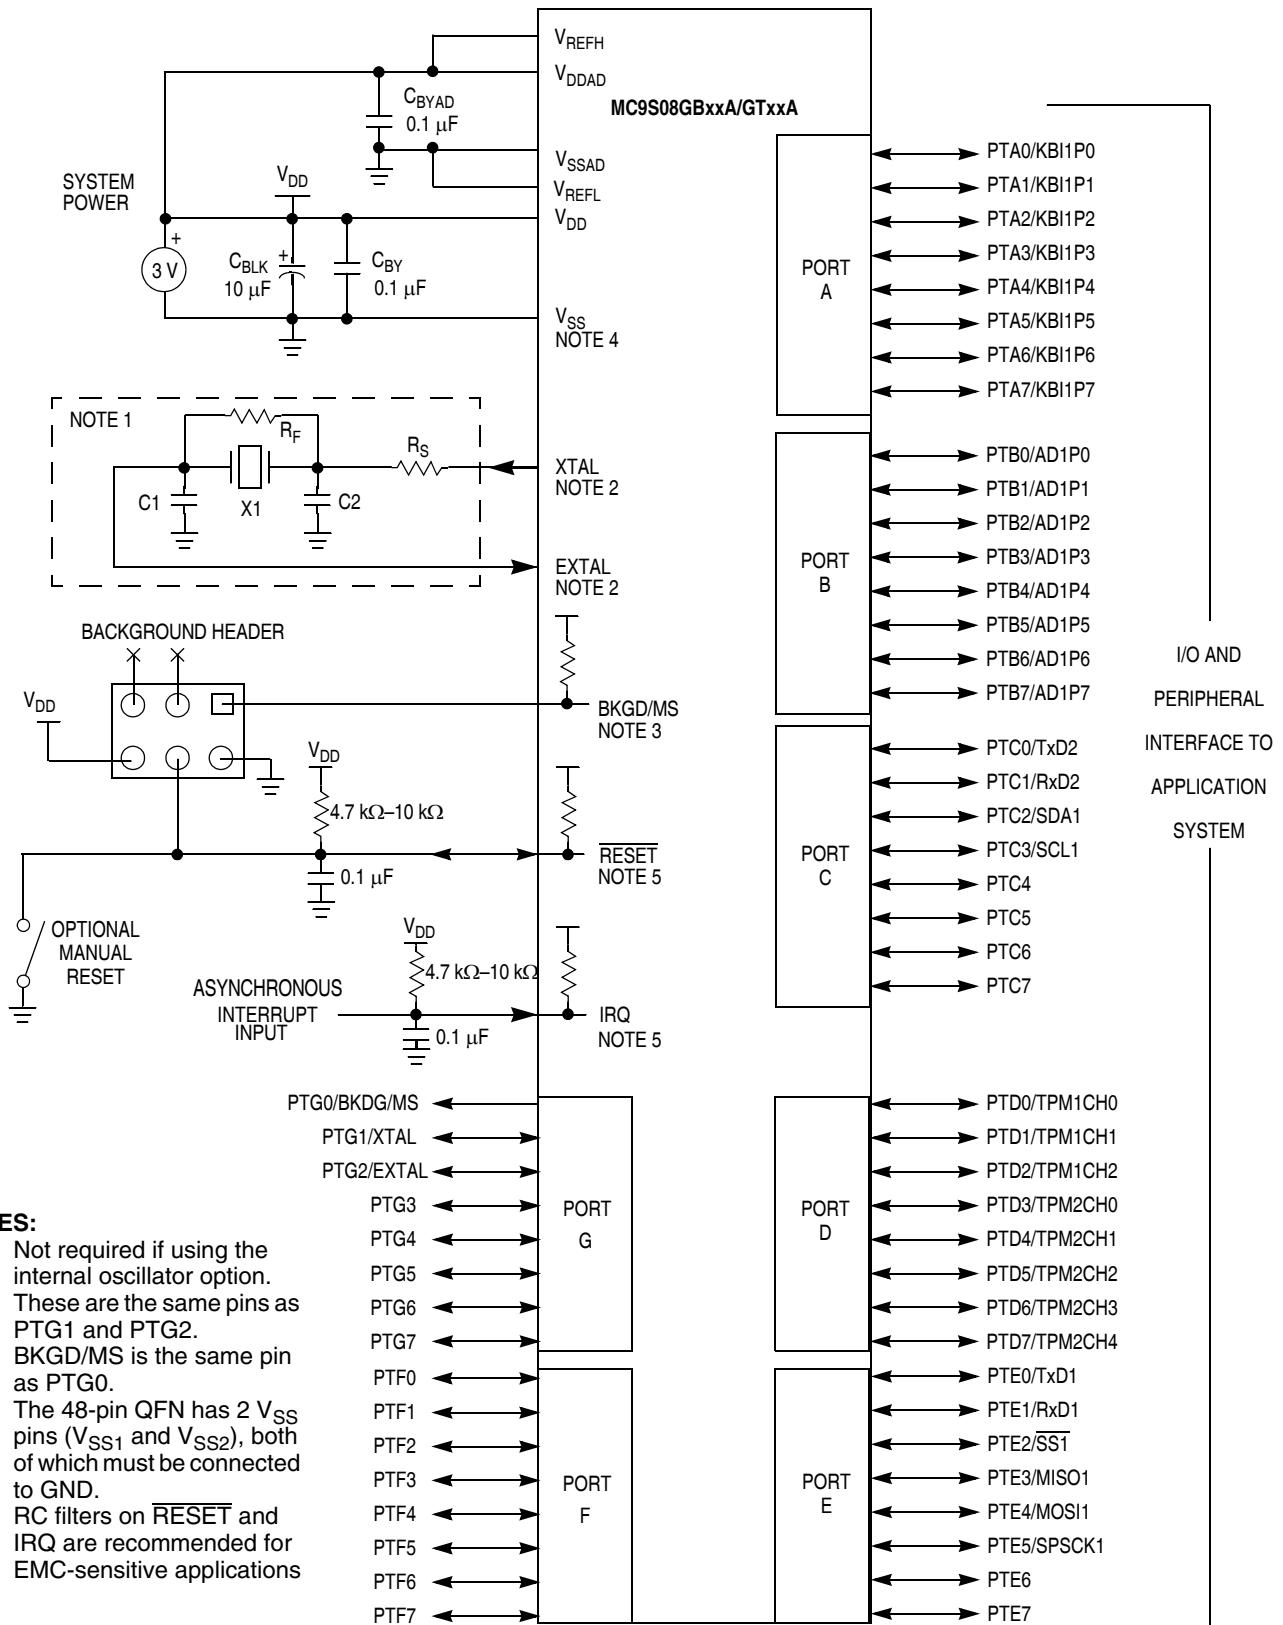 MC9S08GBxxA/GTxxA
VREFH
VDDAD
CBYAD
0.1 µF
VSSAD
VREFL
VDD
SYSTEM
POWER
VDD
+
3 V
CBLK
+
10 µF
CBY
0.1 µF
VSS
NOTE 4
NOTE 1
RF
RS
C1
X1
C2
XTAL
NOTE 2
EXTAL
NOTE 2
BACKGROUND HEADER
VDD
BKGD/MS
NOTE 3
VDD
4.7 kΩ–10 kΩ
0.1 µF
RESET
NOTE 5
OPTIONAL
MANUAL
RESET
VDD
4.7 kΩ–10 kΩ
ASYNCHRONOUS
INTERRUPT
INPUT
0.1 µF
IRQ
NOTE 5
PORT
A
PTA0/KBI1P0
PTA1/KBI1P1
PTA2/KBI1P2
PTA3/KBI1P3
PTA4/KBI1P4
PTA5/KBI1P5
PTA6/KBI1P6
PTA7/KBI1P7
PORT
B
PTB0/AD1P0
PTB1/AD1P1
PTB2/AD1P2
PTB3/AD1P3
PTB4/AD1P4
PTB5/AD1P5
PTB6/AD1P6
PTB7/AD1P7
PORT
C
PTC0/TxD2
PTC1/RxD2
PTC2/SDA1
PTC3/SCL1
PTC4
PTC5
PTC6
PTC7
I/O AND
PERIPHERAL
INTERFACE TO
APPLICATION
SYSTEM
PTG0/BKDG/MS
PTG1/XTAL
PTG2/EXTAL
PTG3
PTG4
PTG5
PTG6
PTG7
PORT
G
PORT
D
PTD0/TPM1CH0
PTD1/TPM1CH1
PTD2/TPM1CH2
PTD3/TPM2CH0
PTD4/TPM2CH1
PTD5/TPM2CH2
PTD6/TPM2CH3
PTD7/TPM2CH4
PTF0
PTF1
PTF2
PTF3
PTF4
PTF5
PTF6
PTF7
PORT
F
PORT
E
PTE0/TxD1
PTE1/RxD1
PTE2/SS1
PTE3/MISO1
PTE4/MOSI1
PTE5/SPSCK1
PTE6
PTE7
ES:
Not required if using the
internal oscillator option.
These are the same pins as
PTG1 and PTG2.
BKGD/MS is the same pin
as PTG0.
The 48-pin QFN has 2 VSS
pins (VSS1 and VSS2), both
of which must be connected
to GND.
RC filters on RESET and
IRQ are recommended for
EMC-sensitive applications